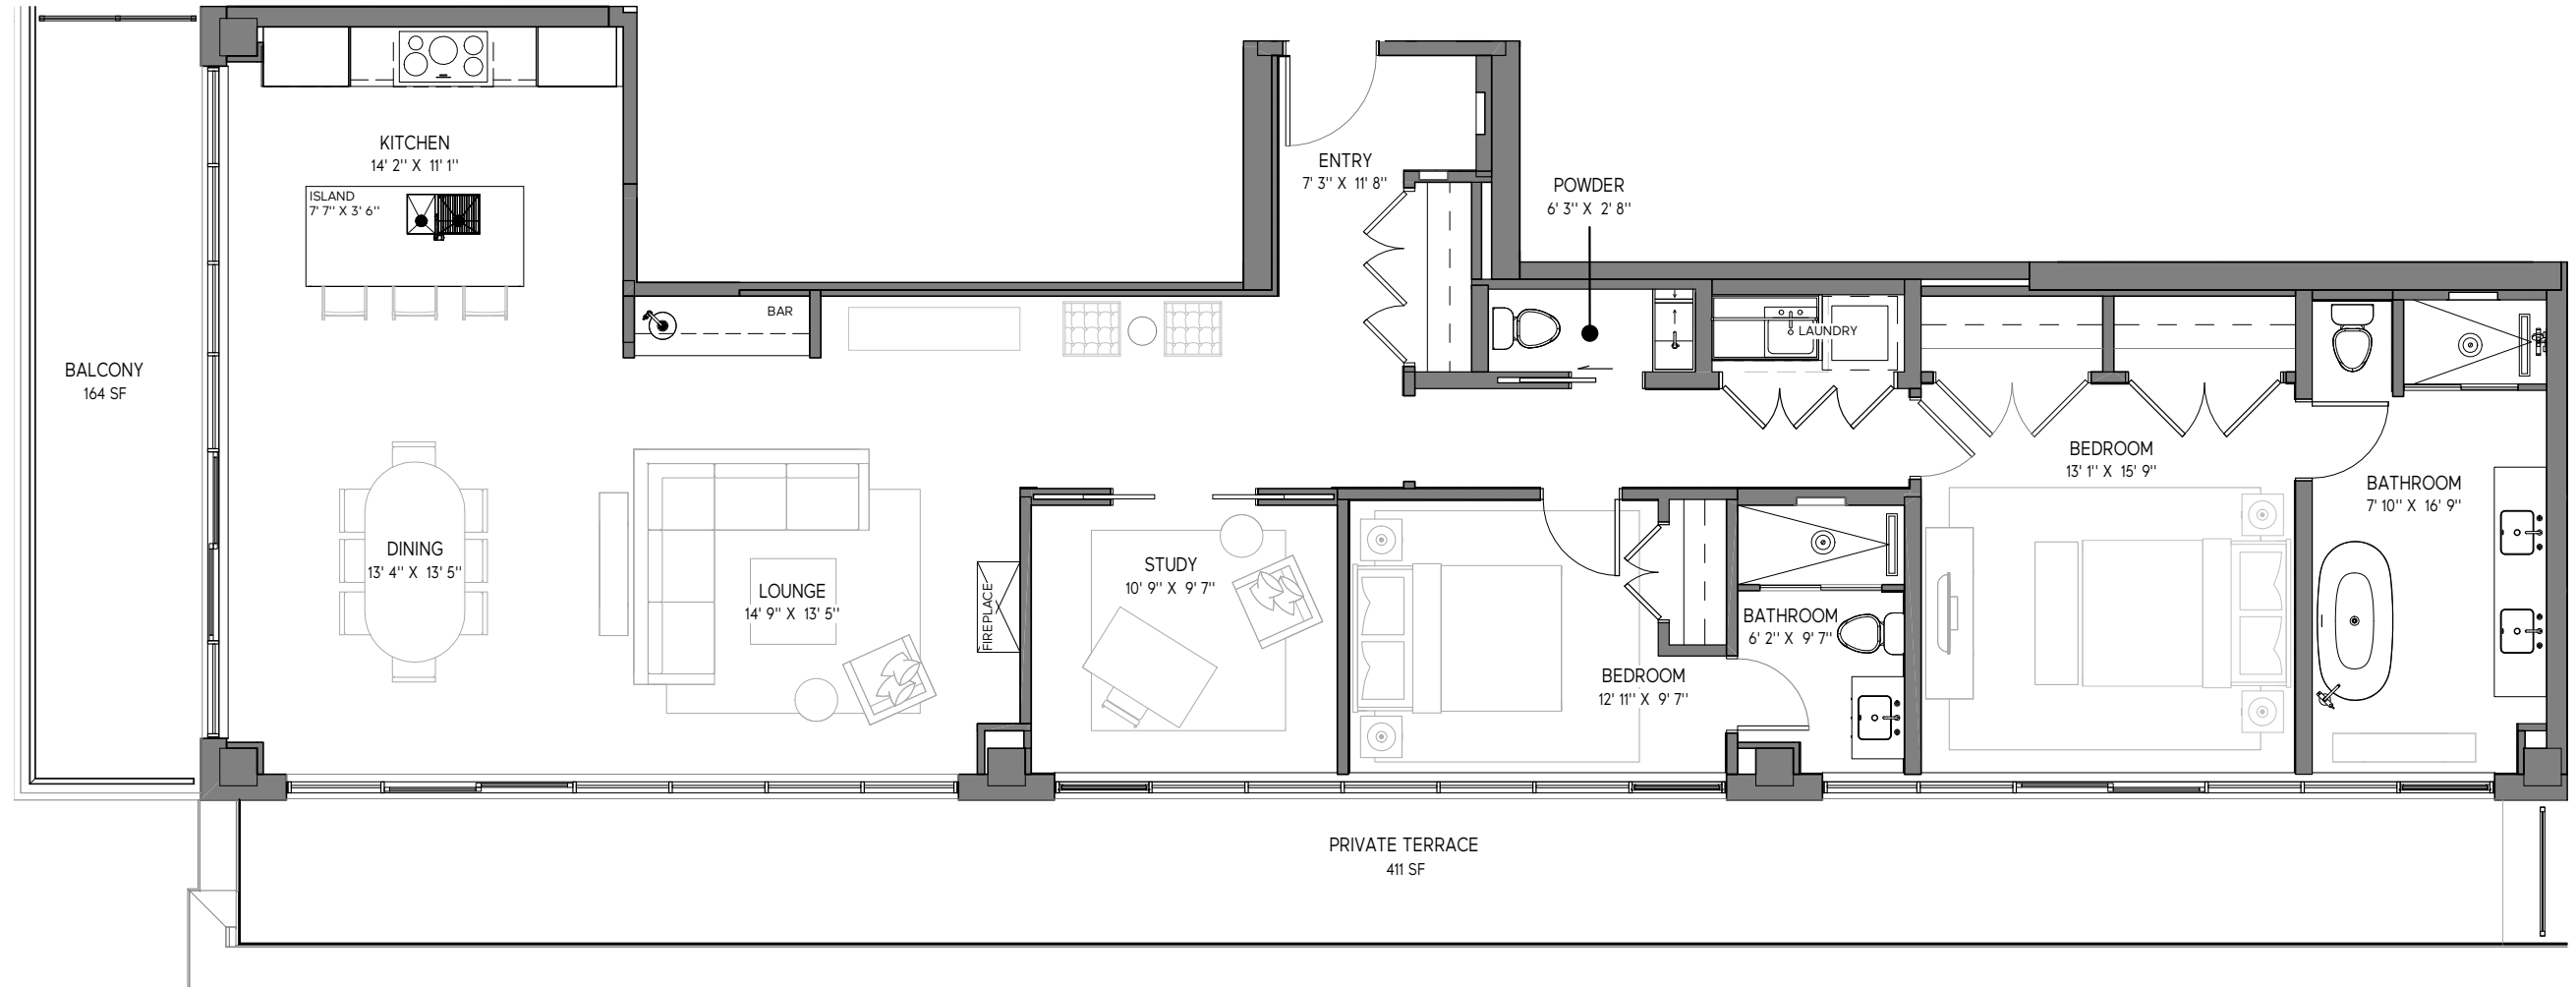 KITCHEN
14' 2" X 11' 1"
ISLAND
7' 7" X 3' 6"
ENTRY
7' 3" X 11' 8"
POWDER
6' 3" X 2' 8"
BAR
LAUNDRY
BALCONY
164 SF
DINING
13' 4" X 13' 5"
LOUNGE
14' 9" X 13' 5"
FIREPLACE
STUDY
10' 9" X 9' 7"
BEDROOM
12' 11" X 9' 7"
BATHROOM
6' 2" X 9' 7"
BEDROOM
13' 1" X 15' 9"
BATHROOM
7' 10" X 16' 9"
PRIVATE TERRACE
411 SF